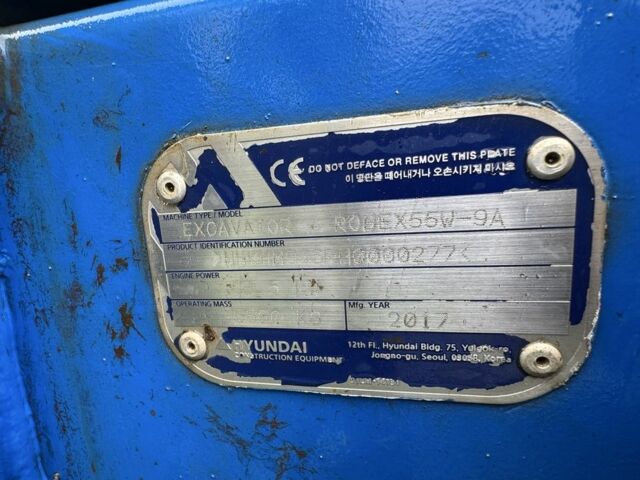 CE DO NOT DEFACE OR REMOVE THIS PLATE
이 명판을 떼어내거나 오손시키지 마시오
MACHINE TYPE / MODEL
EXCAVATOR ROBEX55W-9A
PRODUCT IDENTIFICATION NUMBER
ENGINE POWER
OPERATING MASS
KG
Mfg. YEAR
2017
HYUNDAI
CONSTRUCTION EQUIPMENT
12th Fl., Hyundai Bldg. 75, Yulgok-ro,
Jongno-gu, Seoul, 03058, Korea